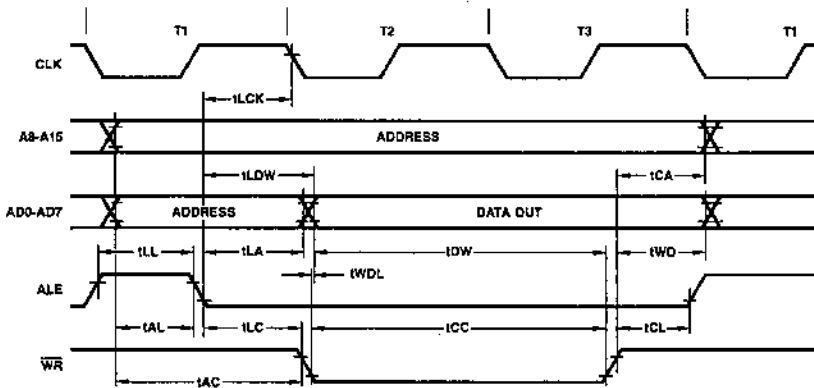 T1 T2 T3 T1
CLK
tLCK
A8-A15 ADDRESS
tLDW tCA
AD0-AD7 ADDRESS DATA OUT
tLL tLA tDW tWD
tWDL
ALE
tAL tLC tCC tCL
WR
tAC